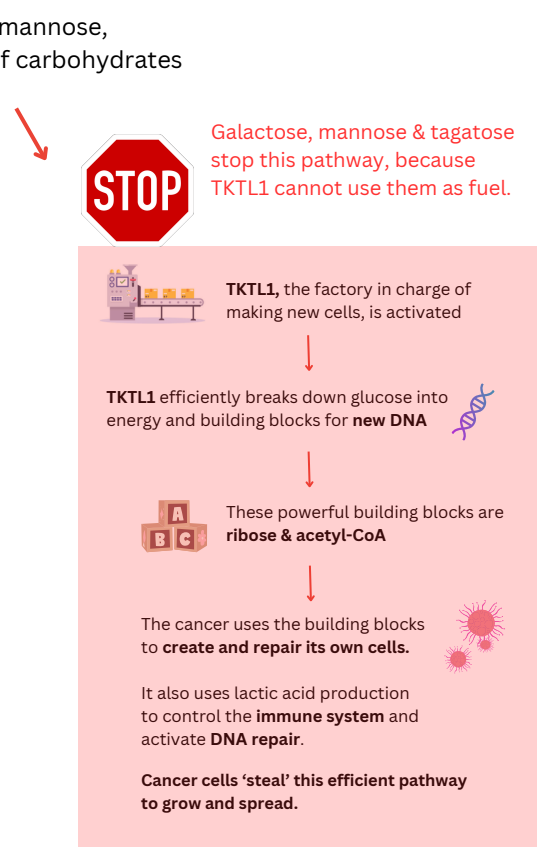 mannose,
f carbohydrates
Galactose, mannose & tagatose
stop this pathway, because
TKTL1 cannot use them as fuel.
STOP
TKTL1, the factory in charge of
making new cells, is activated
TKTL1 efficiently breaks down glucose into
energy and building blocks for new DNA
These powerful building blocks are
ribose & acetyl-CoA
A
B C
The cancer uses the building blocks
to create and repair its own cells.
It also uses lactic acid production
to control the immune system and
activate DNA repair.
Cancer cells ‘steal’ this efficient pathway
to grow and spread.